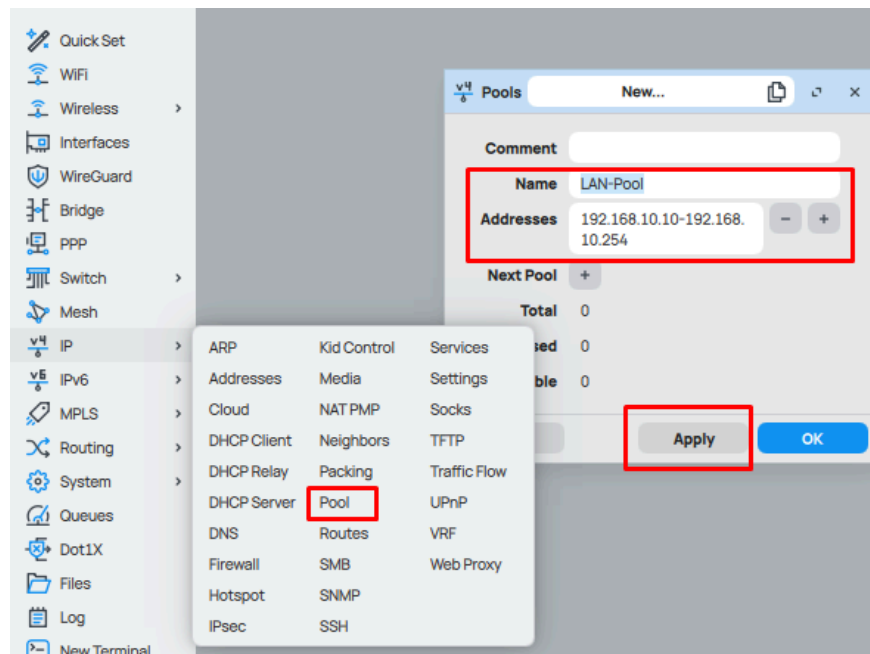 Quick Set
WiFi
Wireless
Interfaces
WireGuard
Bridge
PPP
Switch
Mesh
IP
IPv6
MPLS
Routing
System
Queues
Dot1X
Files
Log
New Terminal
ARP
Addresses
Cloud
DHCP Client
DHCP Relay
DHCP Server
DNS
Firewall
Hotspot
IPsec
Kid Control
Media
NAT PMP
Neighbors
Packing
Pool
Routes
SMB
SNMP
SSH
Services
Settings
Socks
TFTP
Traffic Flow
UPnP
VRF
Web Proxy
Pools New...
Comment
Name LAN-Pool
Addresses 192.168.10.10-192.168.
10.254 - +
Next Pool +
Total 0
sed 0
ble 0
Apply OK